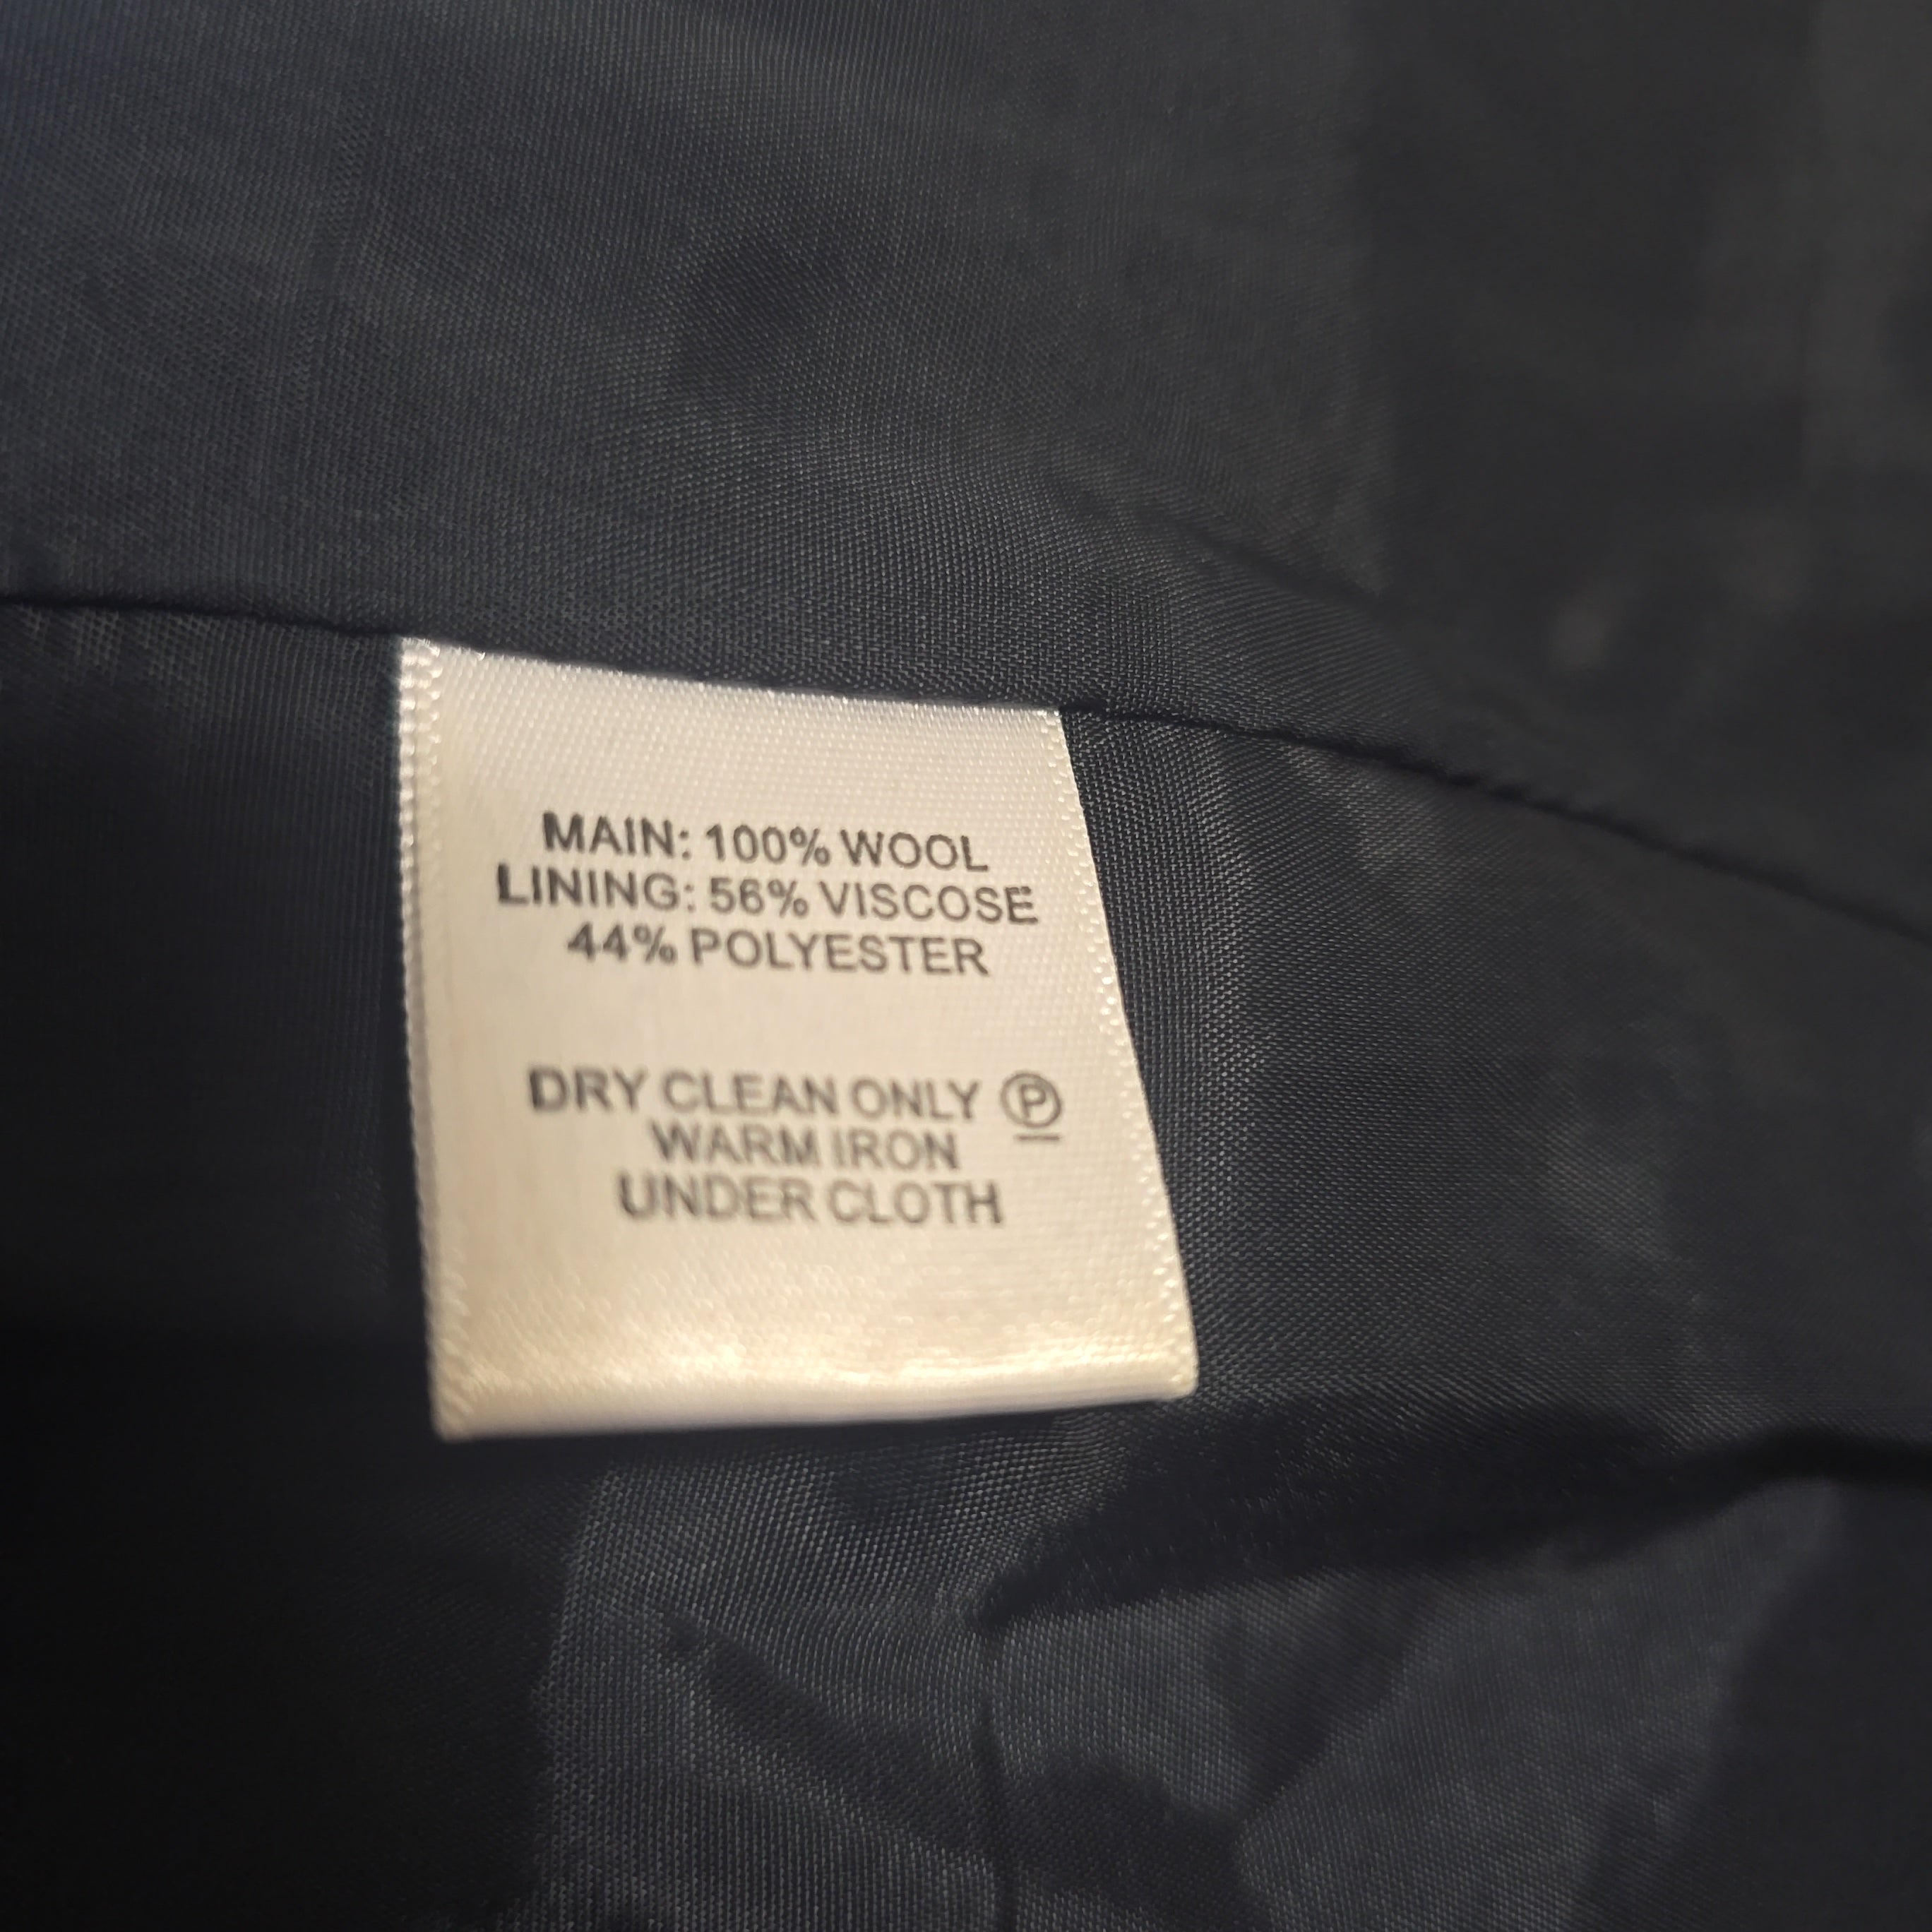 MAIN: 100% WOOL
LINING: 56% VISCOSE
44% POLYESTER
DRY CLEAN ONLY Ⓟ
WARM IRON
UNDER CLOTH